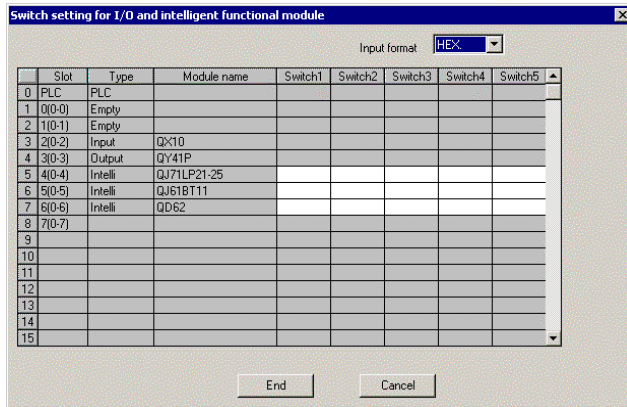 Switch setting for I/O and intelligent functional module
Input format HEX.
Slot Type Module name Switch1 Switch2 Switch3 Switch4 Switch5
0 PLC PLC
1 0(0-0) Empty
2 1(0-1) Empty
3 2(0-2) Input QX10
4 3(0-3) Output QY41P
5 4(0-4) Intelli QJ71LP21-25
6 5(0-5) Intelli QJ61BT11
7 6(0-6) Intelli QD62
8 7(0-7)
9
10
11
12
13
14
15
End Cancel